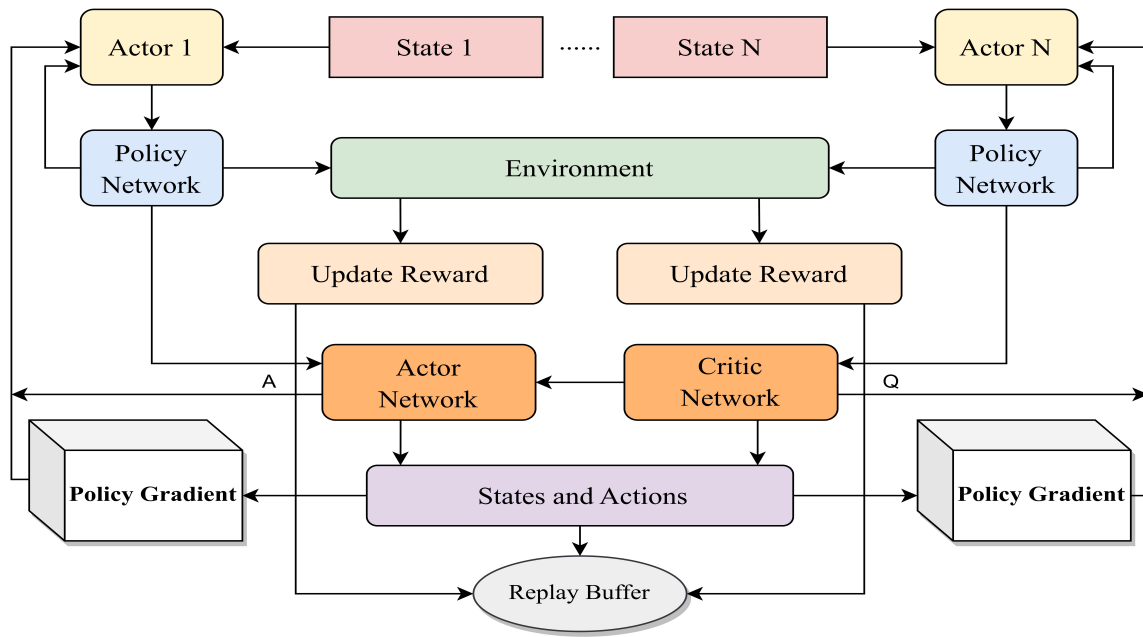 Actor 1
State 1
......
State N
Actor N
Policy
Network
Environment
Policy
Network
Update Reward
Update Reward
Actor
Network
Critic
Network
A
Q
Policy Gradient
States and Actions
Policy Gradient
Replay Buffer